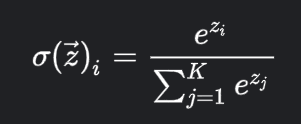 σ(z⃗)ᵢ = e^{zᵢ} / ∑_{j=1}^{K} e^{zⱼ}